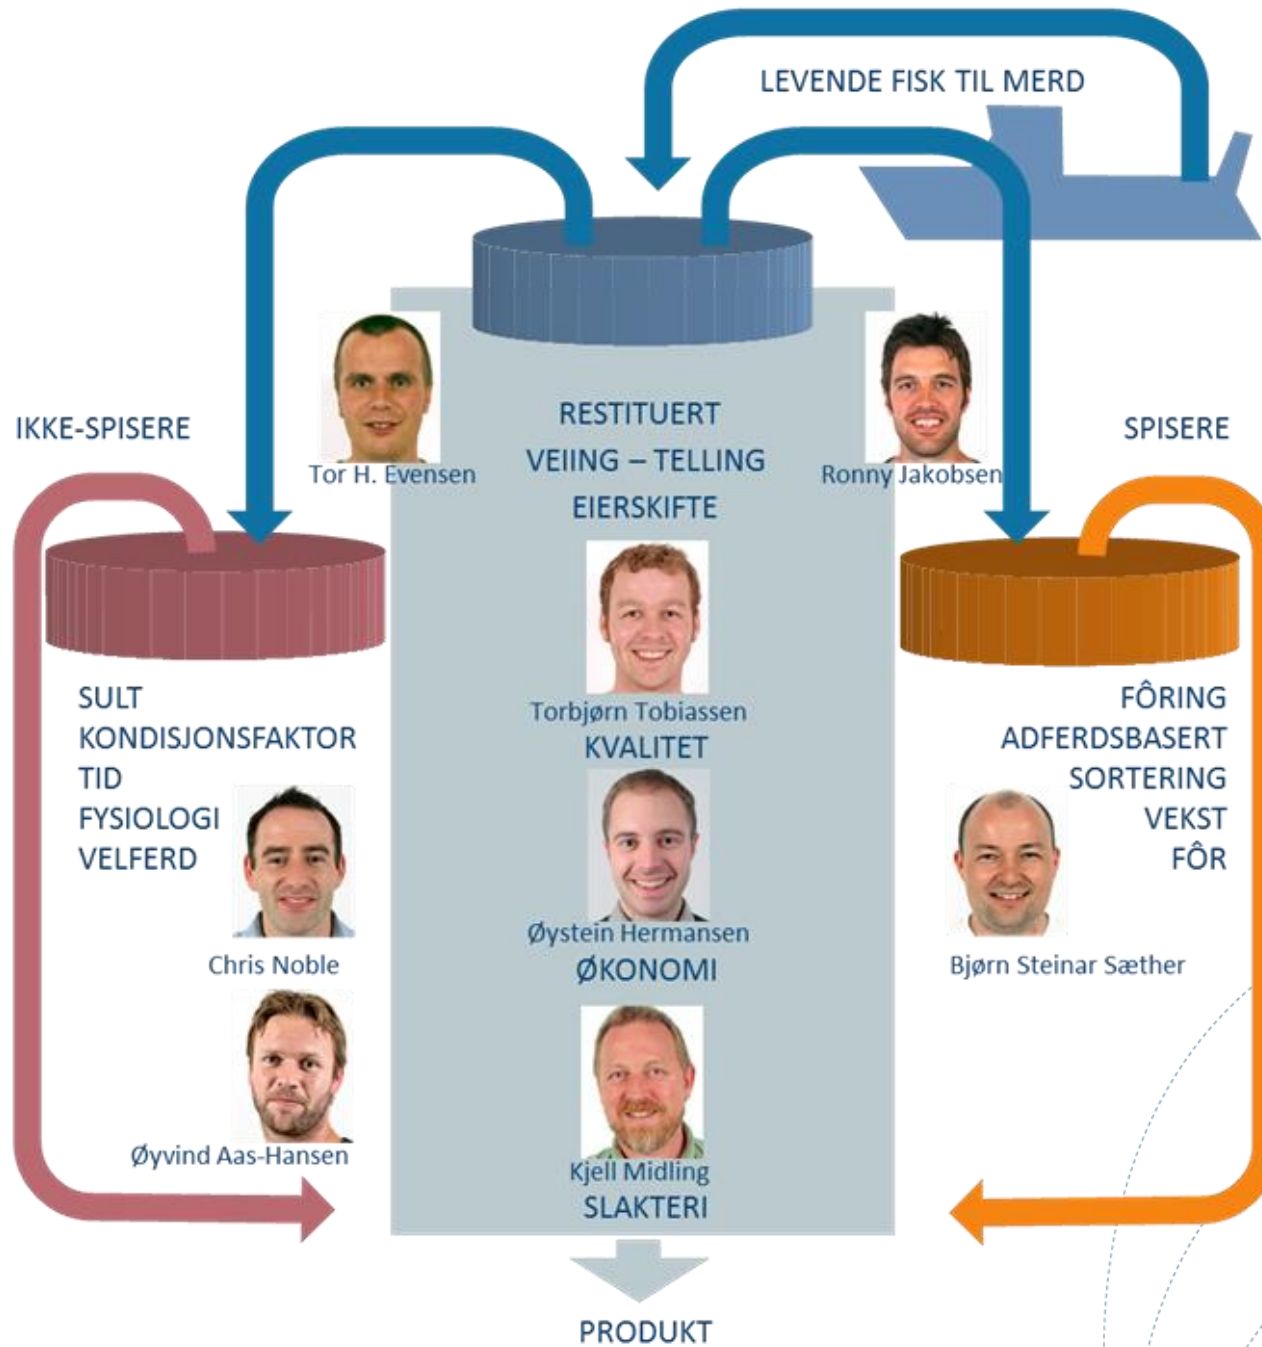 LEVENDE FISK TIL MERD
IKKE-SPISERE
Tor H. Evensen
RESTITUERT
VEIING – TELLING
EIERSKIFTE
Ronny Jakobsen
SPISERE
SULT
KONDISJONSFAKTOR
TID
FYSIOLOGI
VELFERD
Chris Noble
Øyvind Aas-Hansen
Torbjørn Tobiassen
KVALITET
Øystein Hermansen
ØKONOMI
Kjell Midling
SLAKTERI
FÔRING
ADFERDSBASERT
SORTERING
VEKST
FÔR
Bjørn Steinar Sæther
PRODUKT